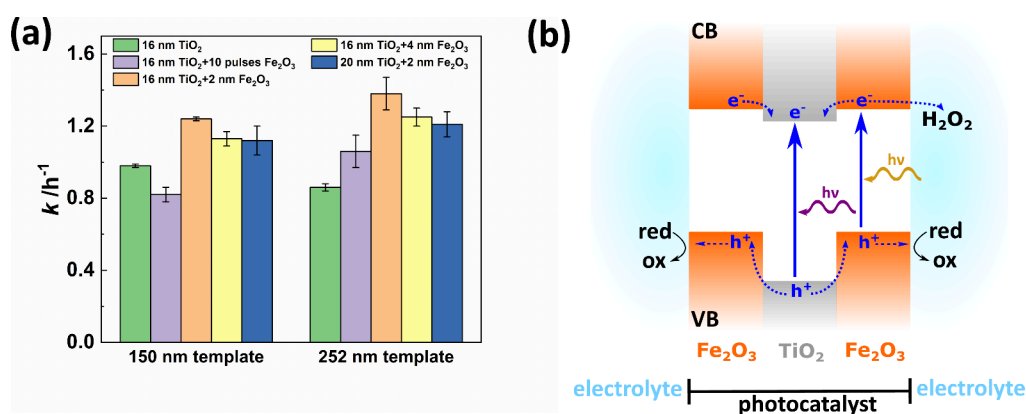 (a)
16 nm TiO₂
16 nm TiO₂+10 pulses Fe₂O₃
16 nm TiO₂+2 nm Fe₂O₃
16 nm TiO₂+4 nm Fe₂O₃
20 nm TiO₂+2 nm Fe₂O₃
k /h⁻¹
1.6
1.2
0.8
0.4
0.0
150 nm template
252 nm template
(b)
CB
e⁻ e⁻ e⁻
H₂O₂
hν
hν
red
ox
h⁺ h⁺ h⁺
red
ox
VB
Fe₂O₃ TiO₂ Fe₂O₃
electrolyte photocatalyst electrolyte